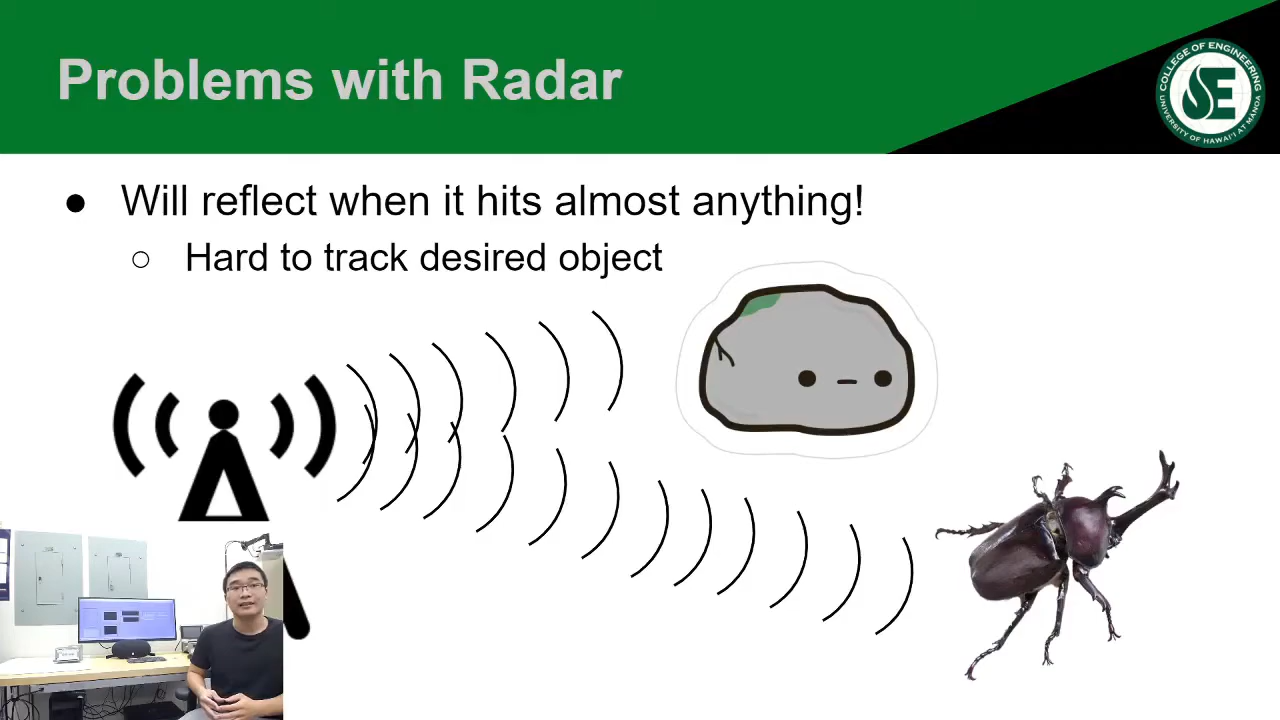 Problems with Radar
COLLEGE OF ENGINEERING
UNIVERSITY OF HAWAI'I AT MĀNOA
● Will reflect when it hits almost anything!
○ Hard to track desired object